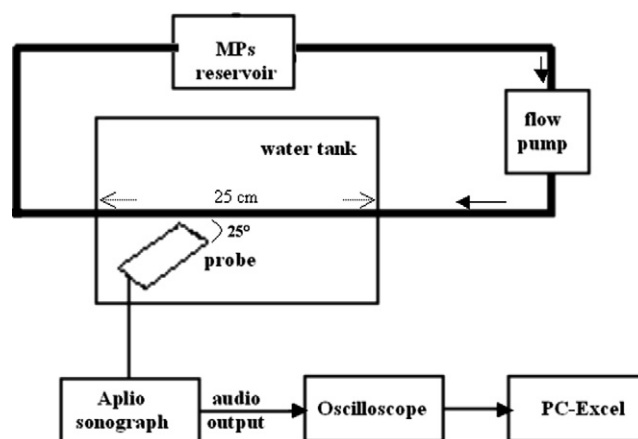 MPs
reservoir
flow
pump
water tank
25 cm
25°
probe
Aplio
sonograph
audio
output
Oscilloscope
PC-Excel